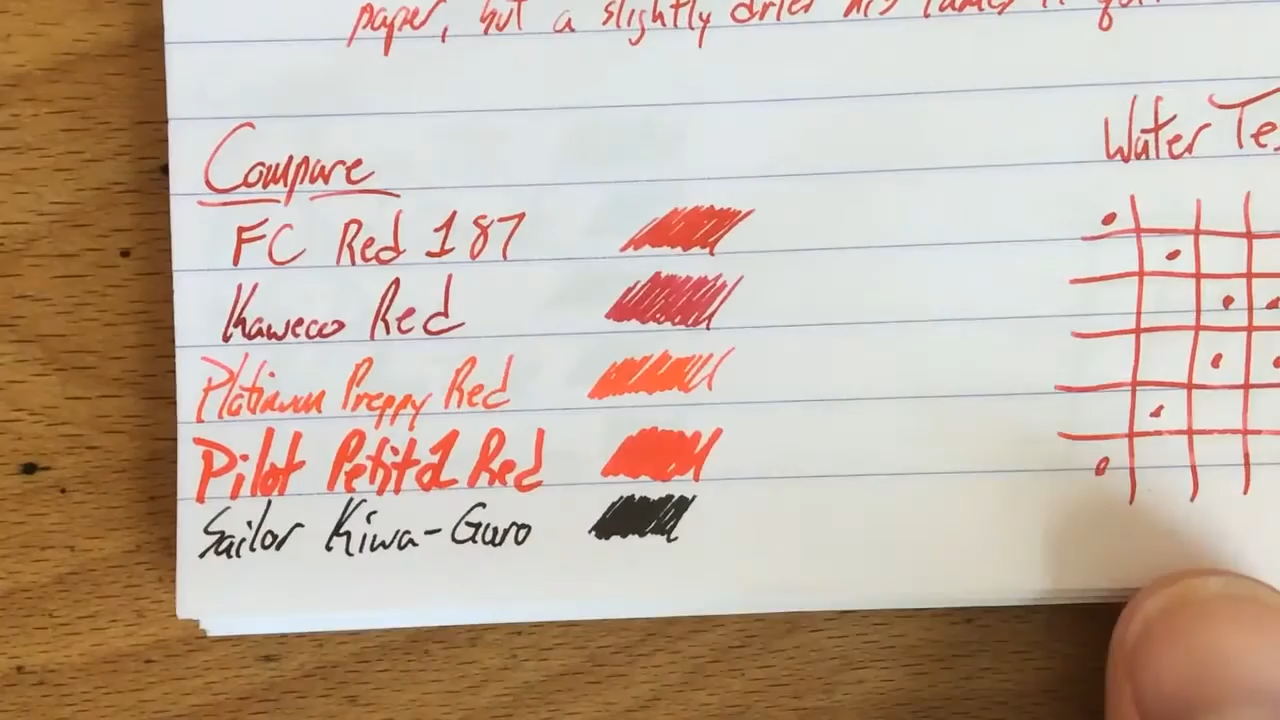 paper, but a slightly drier
Compare
Water Te
FC Red 187
Kaweco Red
Platinum Preppy Red
Pilot Petit1 Red
Sailor Kiwa-Guro